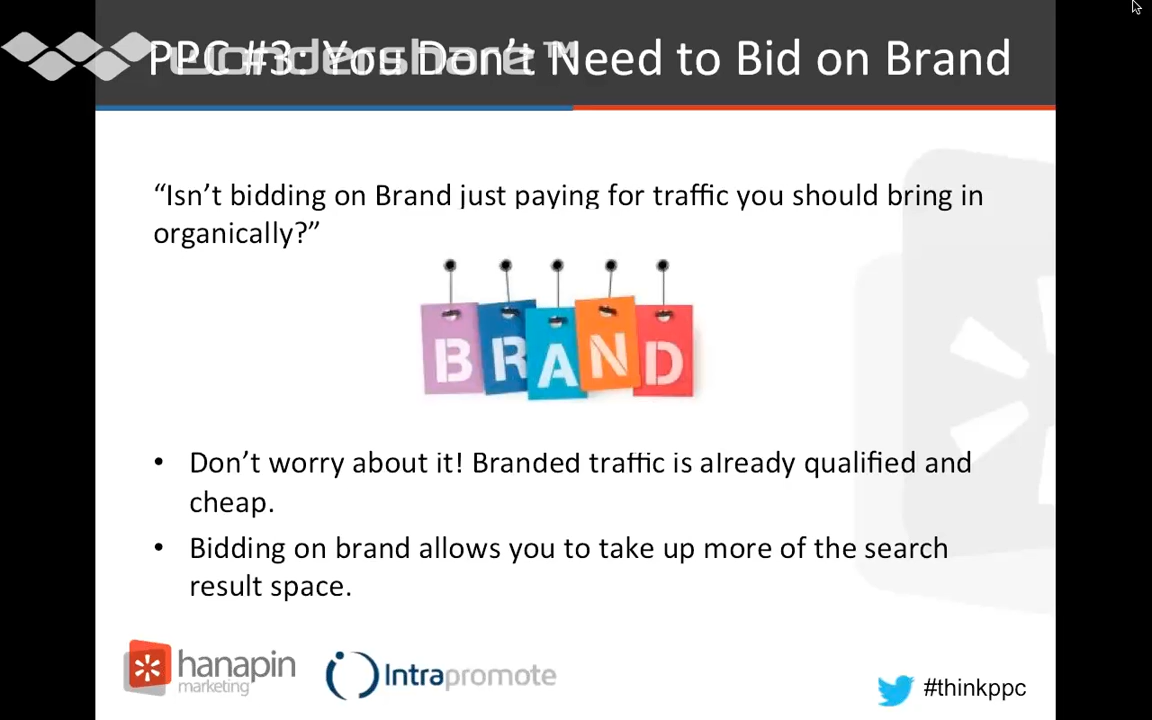 PPC #3: You Don't Need to Bid on Brand
wondershare™
“Isn’t bidding on Brand just paying for traffic you should bring in
organically?”
BRAND
• Don’t worry about it! Branded traffic is already qualified and
cheap.
• Bidding on brand allows you to take up more of the search
result space.
hanapin
marketing
Intrapromote
#thinkppc